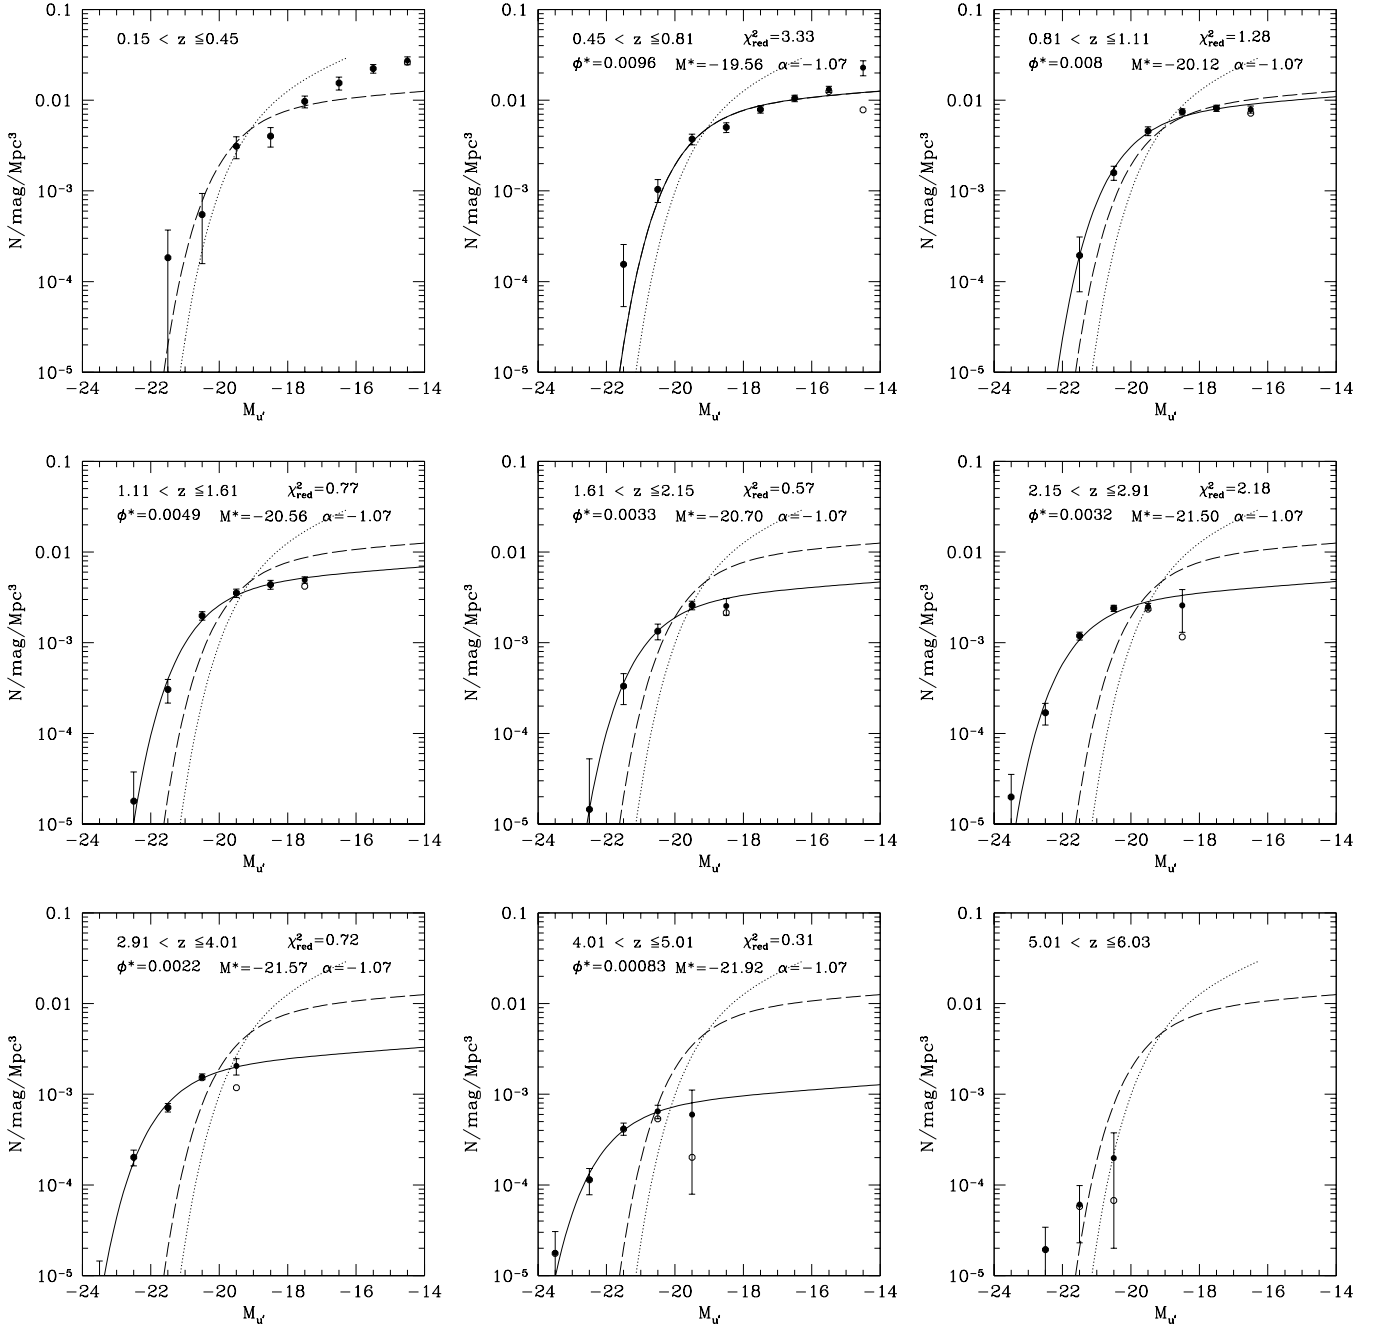 0.1
0.15 < z ≤0.45
0.01
10⁻³
10⁻⁴
10⁻⁵
N/mag/Mpc³
−24 −22 −20 −18 −16 −14
M_u'
0.1
0.45 < z ≤0.81 χ²_red=3.33
ϕ*=0.0096 M*=−19.56 α=−1.07
0.01
10⁻³
10⁻⁴
10⁻⁵
N/mag/Mpc³
−24 −22 −20 −18 −16 −14
M_u'
0.1
0.81 < z ≤1.11 χ²_red=1.28
ϕ*=0.008 M*=−20.12 α=−1.07
0.01
10⁻³
10⁻⁴
10⁻⁵
N/mag/Mpc³
−24 −22 −20 −18 −16 −14
M_u'
0.1
1.11 < z ≤1.61 χ²_red=0.77
ϕ*=0.0049 M*=−20.56 α=−1.07
0.01
10⁻³
10⁻⁴
10⁻⁵
N/mag/Mpc³
−24 −22 −20 −18 −16 −14
M_u'
0.1
1.61 < z ≤2.15 χ²_red=0.57
ϕ*=0.0033 M*=−20.70 α=−1.07
0.01
10⁻³
10⁻⁴
10⁻⁵
N/mag/Mpc³
−24 −22 −20 −18 −16 −14
M_u'
0.1
2.15 < z ≤2.91 χ²_red=2.18
ϕ*=0.0032 M*=−21.50 α=−1.07
0.01
10⁻³
10⁻⁴
10⁻⁵
N/mag/Mpc³
−24 −22 −20 −18 −16 −14
M_u'
0.1
2.91 < z ≤4.01 χ²_red=0.72
ϕ*=0.0022 M*=−21.57 α=−1.07
0.01
10⁻³
10⁻⁴
10⁻⁵
N/mag/Mpc³
−24 −22 −20 −18 −16 −14
M_u'
0.1
4.01 < z ≤5.01 χ²_red=0.31
ϕ*=0.00083 M*=−21.92 α=−1.07
0.01
10⁻³
10⁻⁴
10⁻⁵
N/mag/Mpc³
−24 −22 −20 −18 −16 −14
M_u'
0.1
5.01 < z ≤6.03
0.01
10⁻³
10⁻⁴
10⁻⁵
N/mag/Mpc³
−24 −22 −20 −18 −16 −14
M_u'